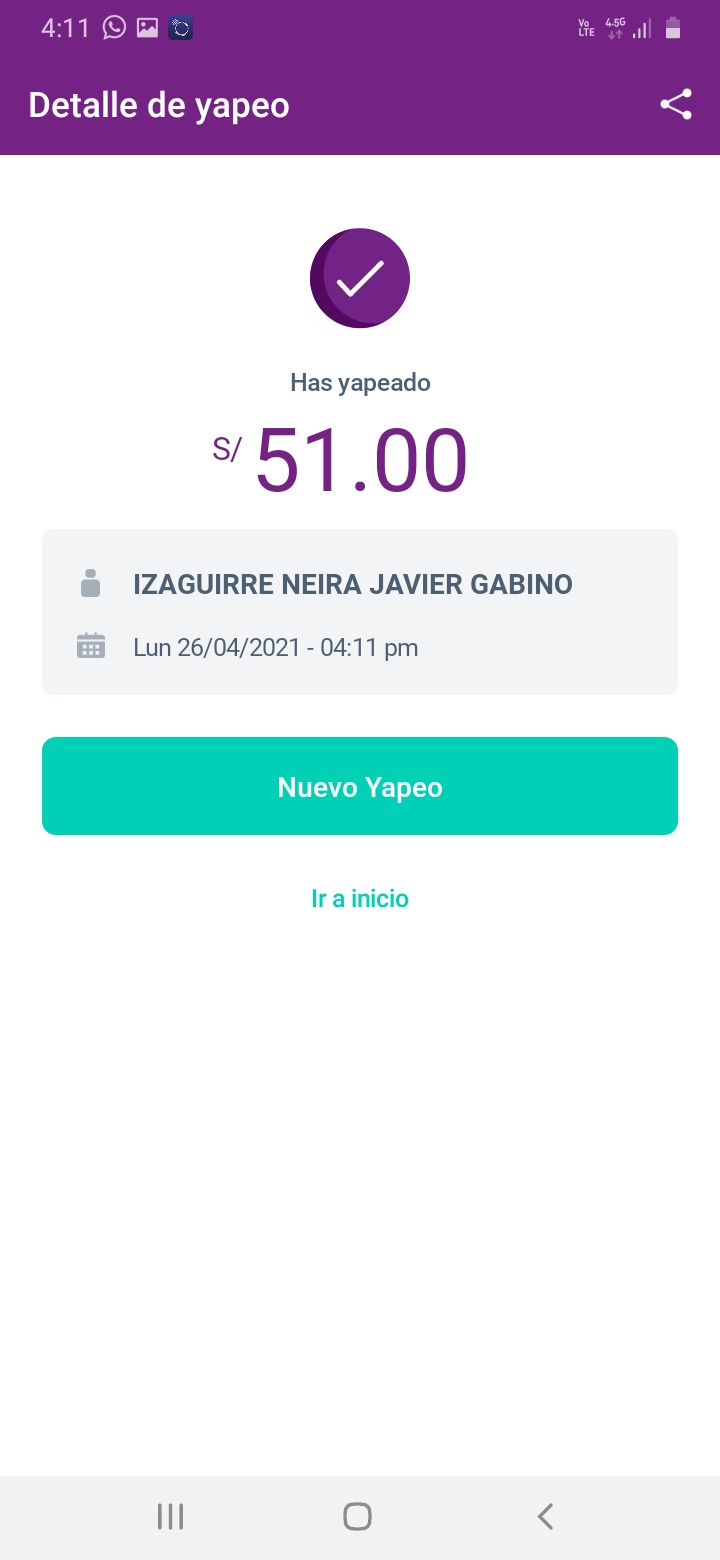 4:11 Vo LTE 4.5G
Detalle de yapeo
Has yapeado
S/ 51.00
IZAGUIRRE NEIRA JAVIER GABINO
Lun 26/04/2021 - 04:11 pm
Nuevo Yapeo
Ir a inicio